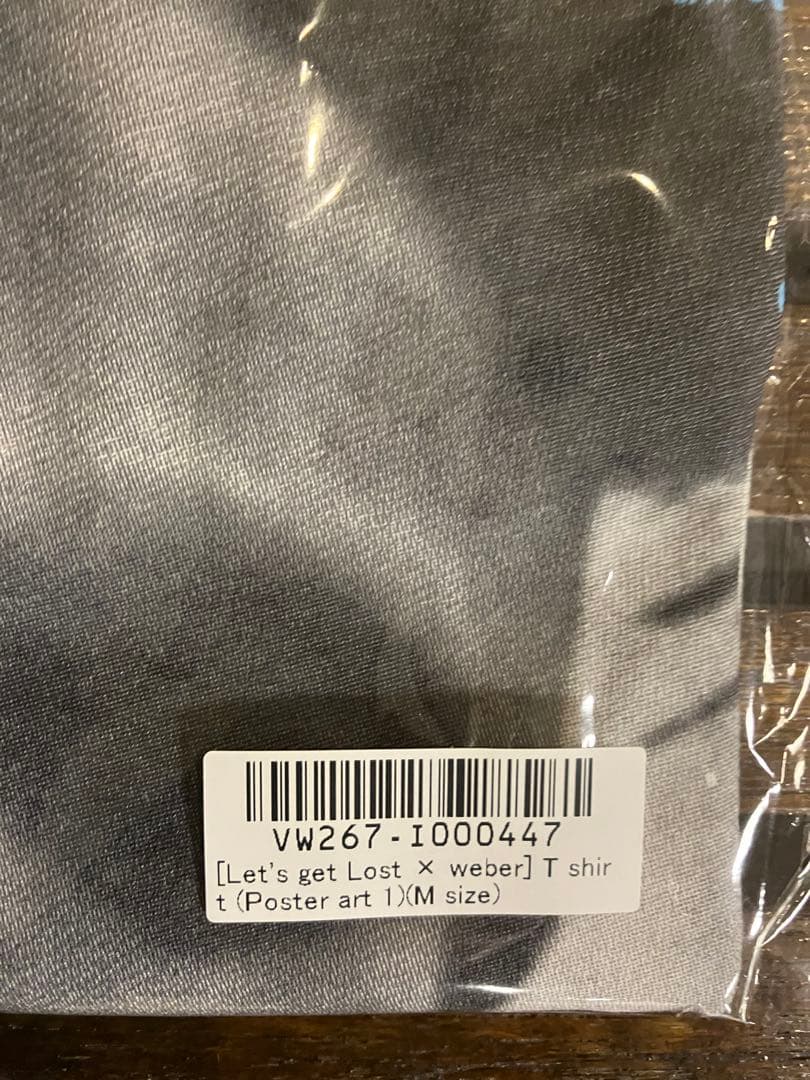 VW267-I000447
[Let's get Lost × weber] T shir
t (Poster art 1)(M size)